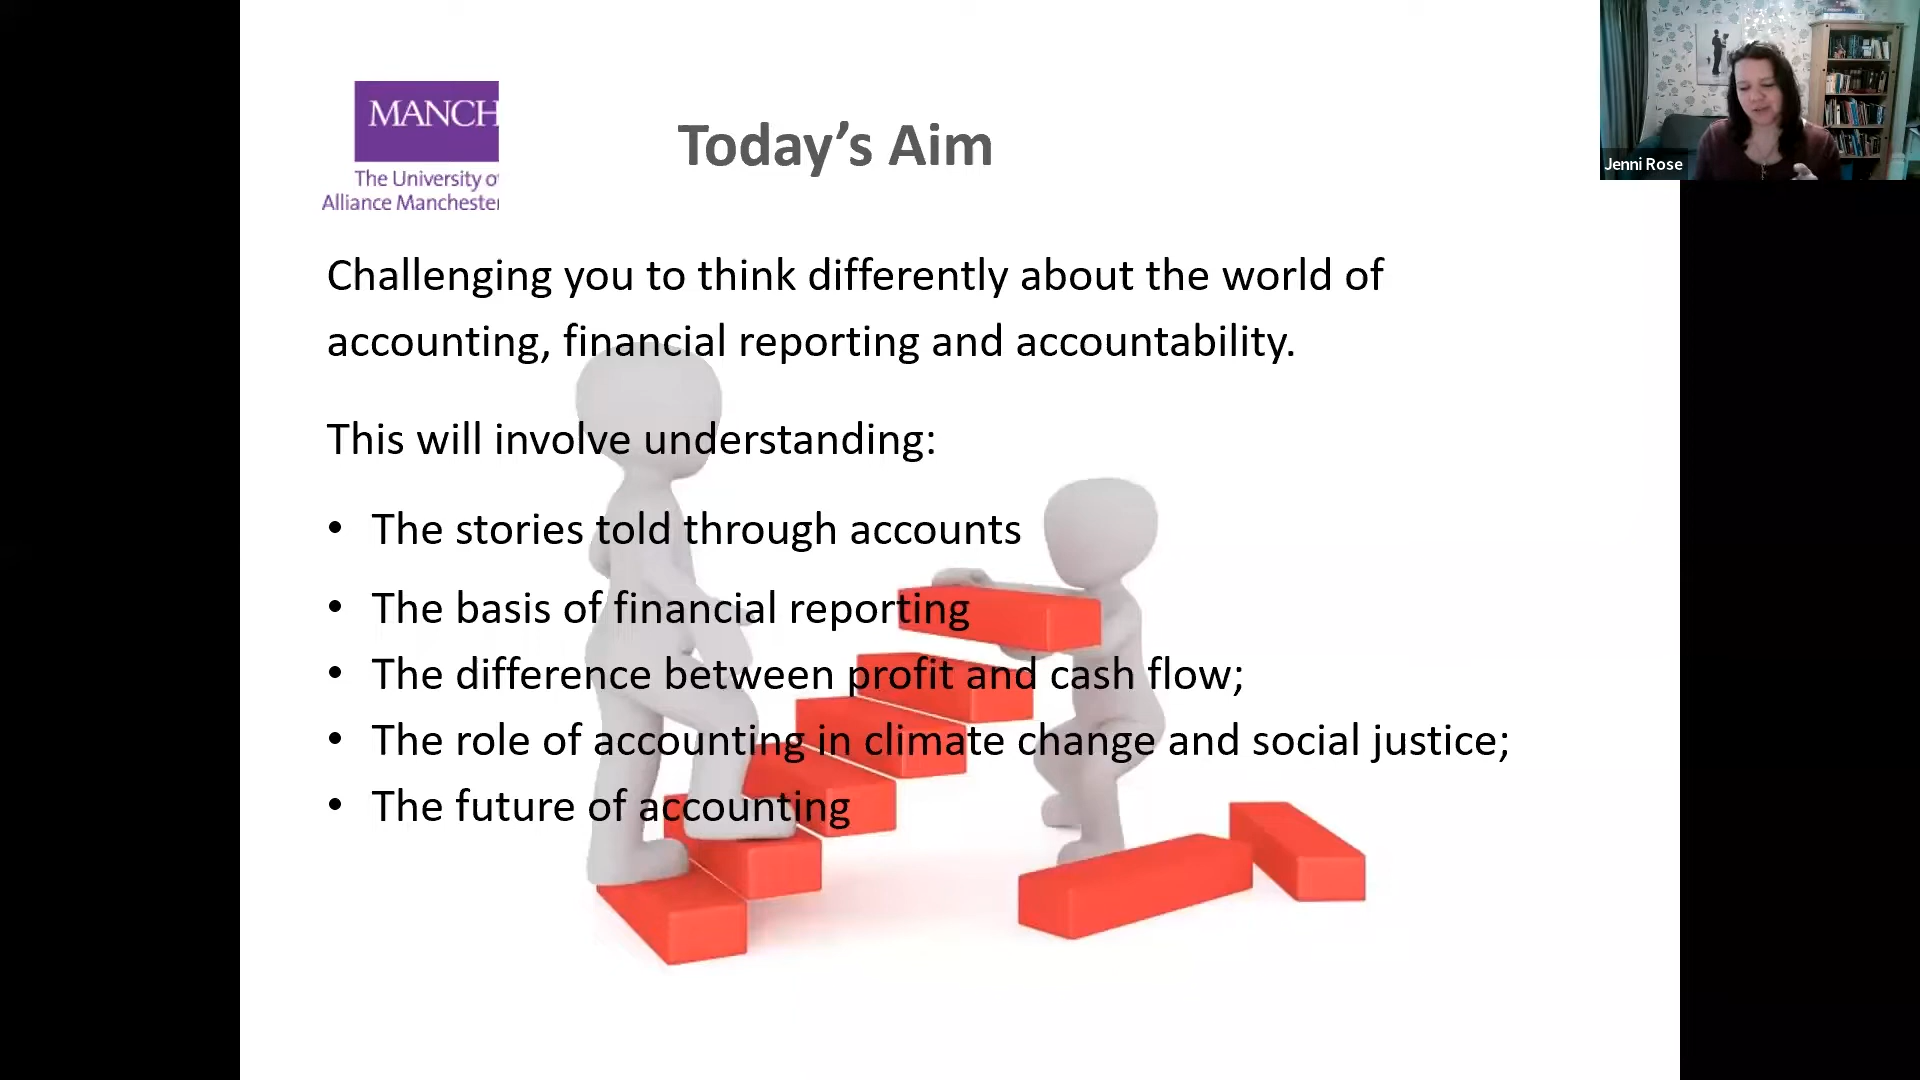 MANCH
The University of
Alliance Manchester
Today's Aim
Jenni Rose
Challenging you to think differently about the world of
accounting, financial reporting and accountability.
This will involve understanding:
• The stories told through accounts
• The basis of financial reporting
• The difference between profit and cash flow;
• The role of accounting in climate change and social justice;
• The future of accounting